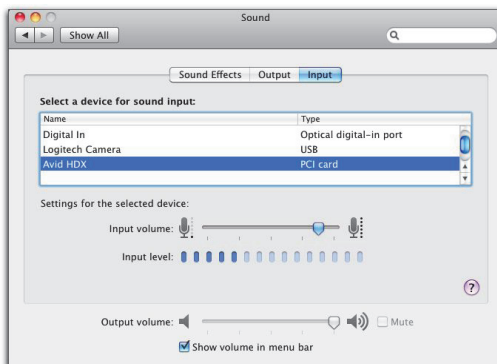 Sound
Show All
Sound Effects Output Input
Select a device for sound input:
Name Type
Digital In Optical digital-in port
Logitech Camera USB
Avid HDX PCI card
Settings for the selected device:
Input volume:
Input level:
?
Output volume: Mute
Show volume in menu bar